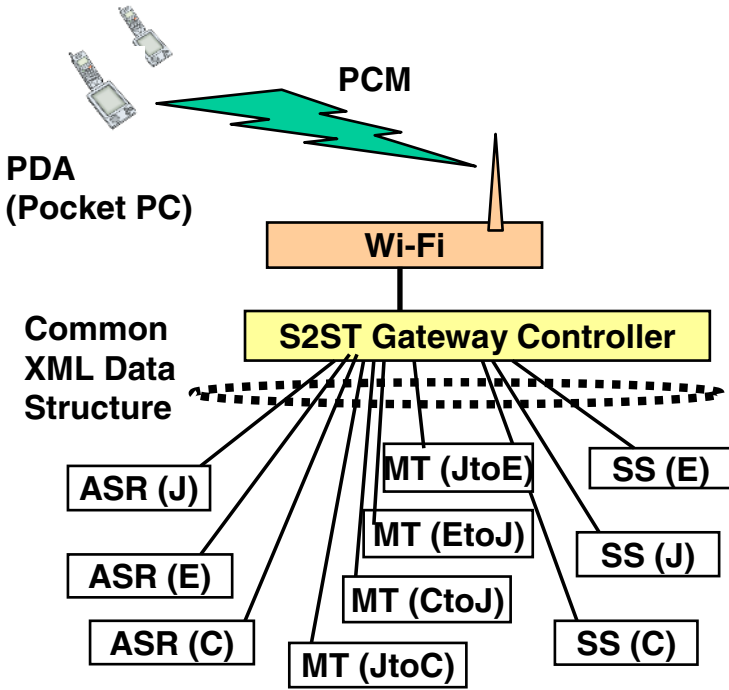 PCM
PDA
(Pocket PC)
Wi-Fi
S2ST Gateway Controller
Common
XML Data
Structure
MT (JtoE)
SS (E)
ASR (J)
MT (EtoJ)
SS (J)
ASR (E)
MT (CtoJ)
ASR (C)
SS (C)
MT (JtoC)